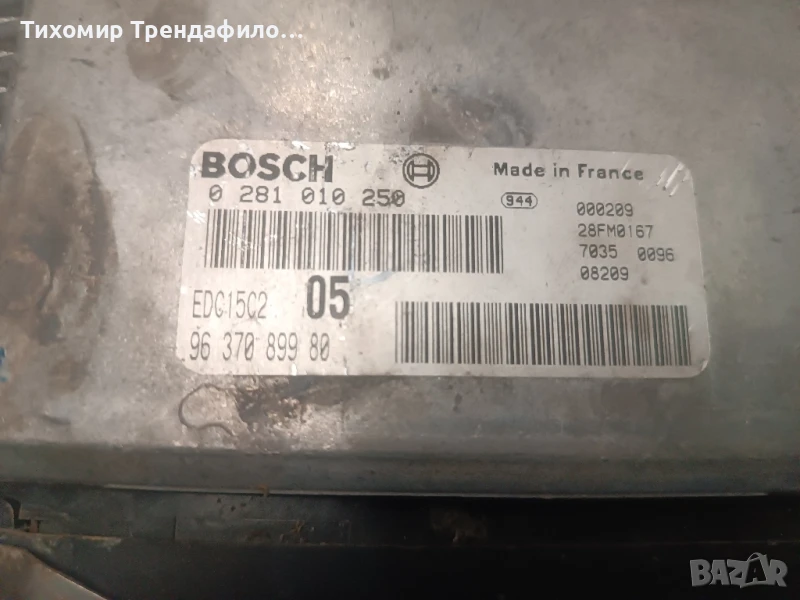 Тихомир Трендафило...
BOSCH
Made in France
0 281 010 250
944
000209
28FM0167
7035 0096
08209
EDC15C2 05
96 370 899 80
BAZAR